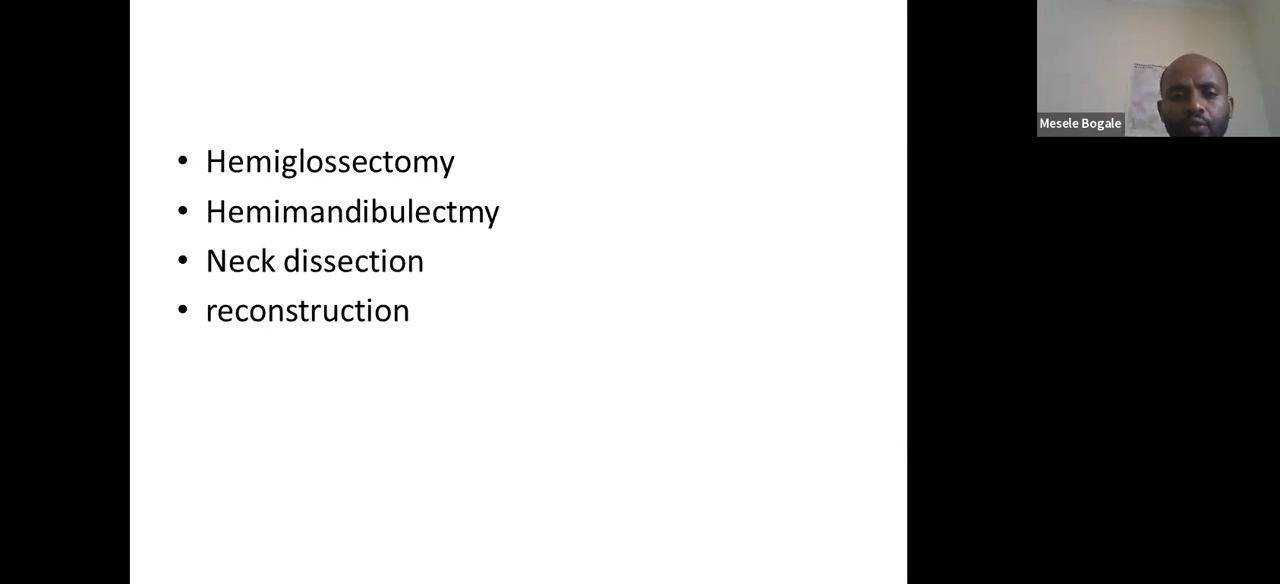 • Hemiglossectomy
• Hemimandibulectmy
• Neck dissection
• reconstruction
Mesele Bogale